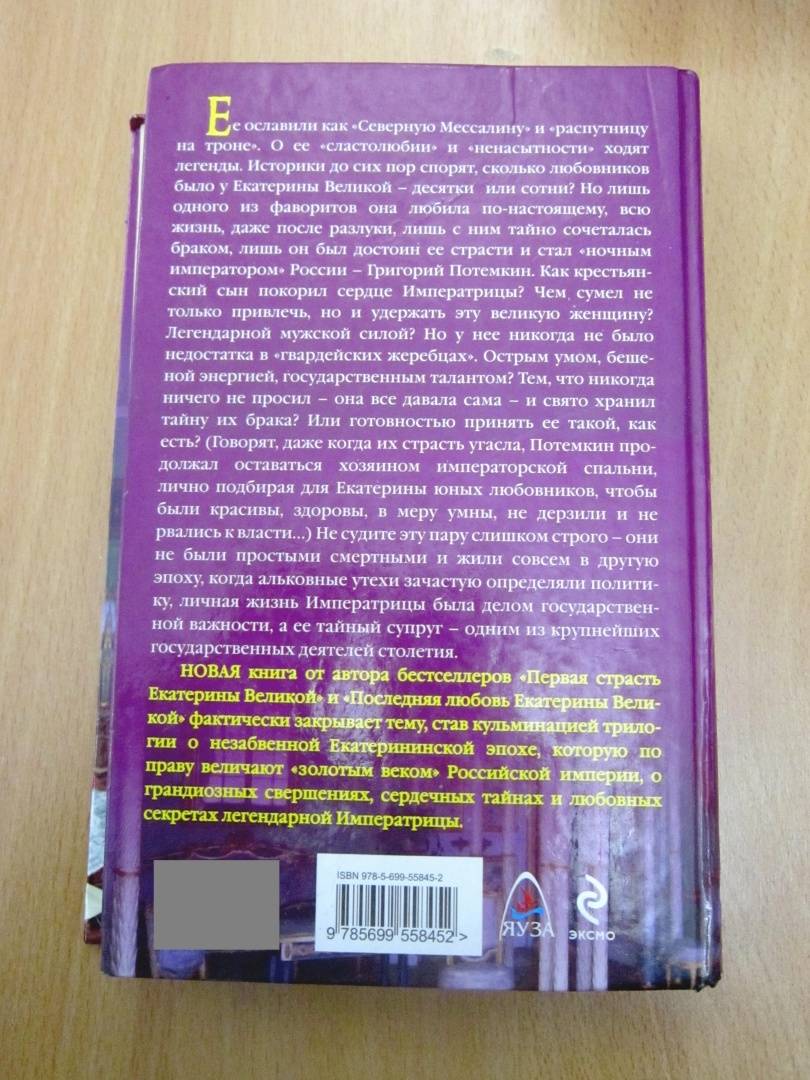 Ее ославили как «Северную Мессалину» и «распутницу
на троне». О ее «сластолюбии» и «ненасытности» ходят
легенды. Историки до сих пор спорят, сколько любовников
было у Екатерины Великой – десятки или сотни? Но лишь
одного из фаворитов она любила по-настоящему, всю
жизнь, даже после разлуки, лишь с ним тайно сочеталась
браком, лишь он был достоин ее страсти и стал «ночным
императором» России – Григорий Потемкин. Как крестьян-
ский сын покорил сердце Императрицы? Чем сумел не
только привлечь, но и удержать эту великую женщину?
Легендарной мужской силой? Но у нее никогда не было
недостатка в «гвардейских жеребцах». Острым умом, беше-
ной энергией, государственным талантом? Тем, что никогда
ничего не просил – она все давала сама – и свято хранил
тайну их брака? Или готовностью принять ее такой, как
есть? (Говорят, даже когда их страсть угасла, Потемкин про-
должал оставаться хозяином императорской спальни,
лично подбирая для Екатерины юных любовников, чтобы
были красивы, здоровы, в меру умны, не дерзили и не
рвались к власти...) Не судите эту пару слишком строго – они
не были простыми смертными и жили совсем в другую
эпоху, когда альковные утехи зачастую определяли полити-
ку, личная жизнь Императрицы была делом государствен-
ной важности, а ее тайный супруг – одним из крупнейших
государственных деятелей столетия.
НОВАЯ книга от автора бестселлеров «Первая страсть
Екатерины Великой» и «Последняя любовь Екатерины Вели-
кой» фактически закрывает тему, став кульминацией трило-
гии о незабвенной Екатерининской эпохе, которую по
праву величают «золотым веком» Российской империи, о
грандиозных свершениях, сердечных тайнах и любовных
секретах легендарной Императрицы.
ISBN 978-5-699-55845-2
9 785699 558452 >
ЯУЗА
ЭКСМО